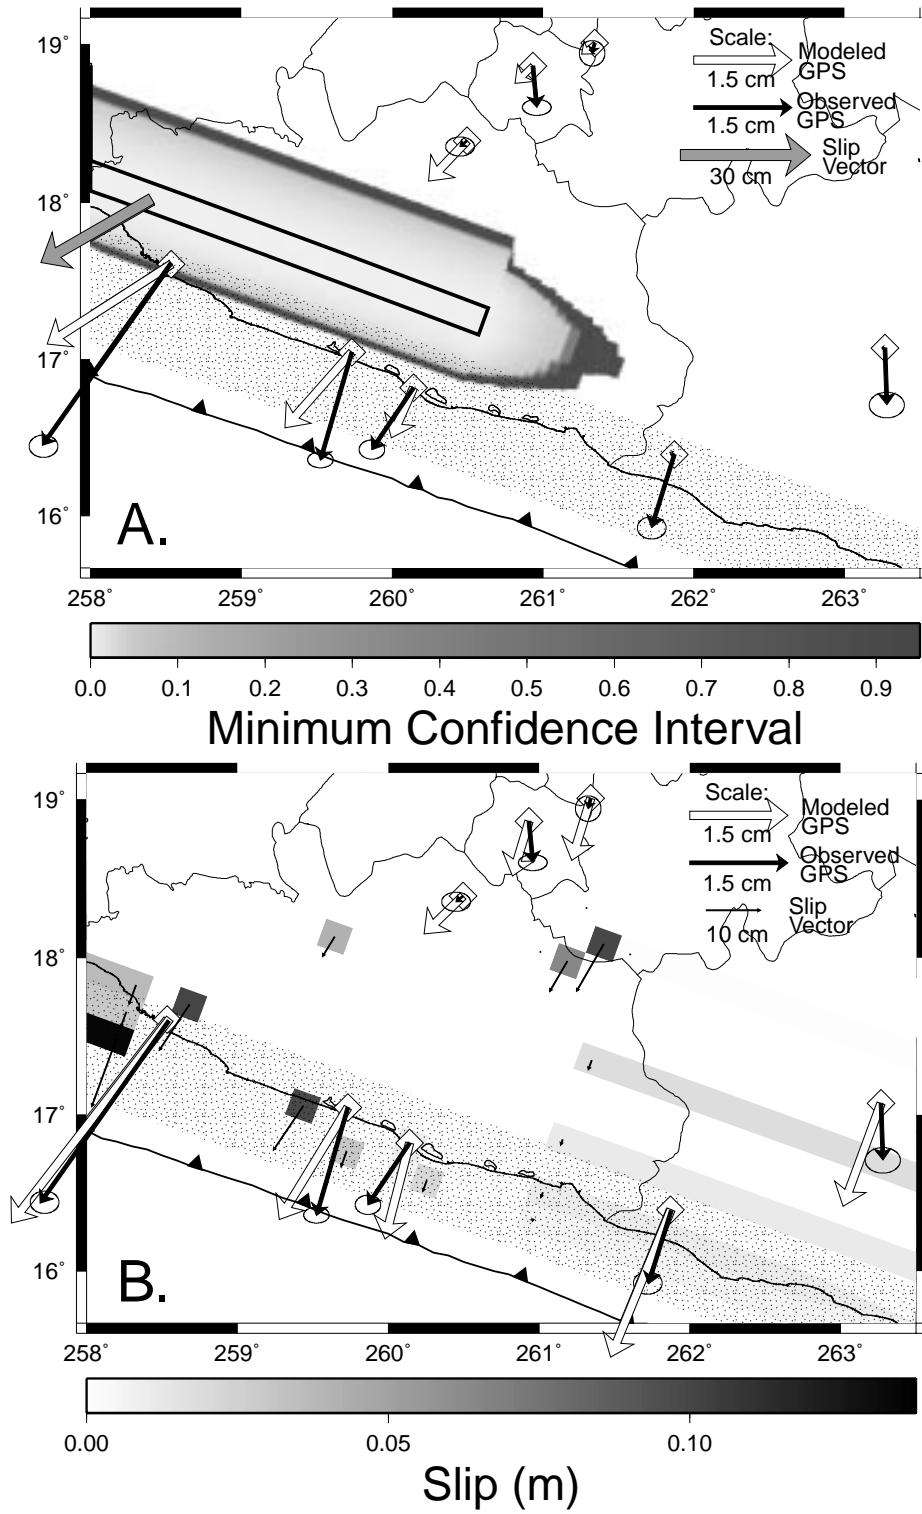 19°
18°
17°
16°
Scale:
Modeled
GPS
1.5 cm
Observed
GPS
1.5 cm
Slip
Vector
30 cm
A.
258° 259° 260° 261° 262° 263°
0.0 0.1 0.2 0.3 0.4 0.5 0.6 0.7 0.8 0.9
Minimum Confidence Interval
19°
18°
17°
16°
Scale:
Modeled
GPS
1.5 cm
Observed
GPS
1.5 cm
Slip
Vector
10 cm
B.
258° 259° 260° 261° 262° 263°
0.00 0.05 0.10
Slip (m)